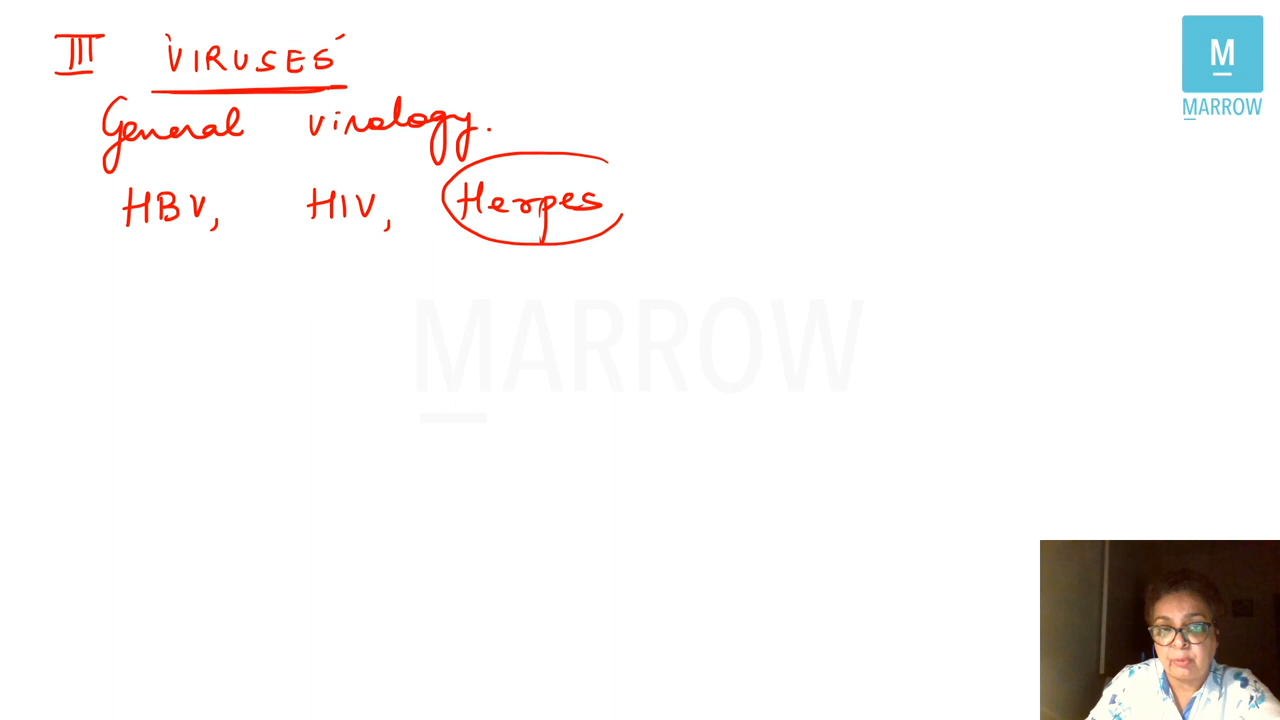 III VIRUSES
General virology.
HBV, HIV, Herpes
M
MARROW
MARROW